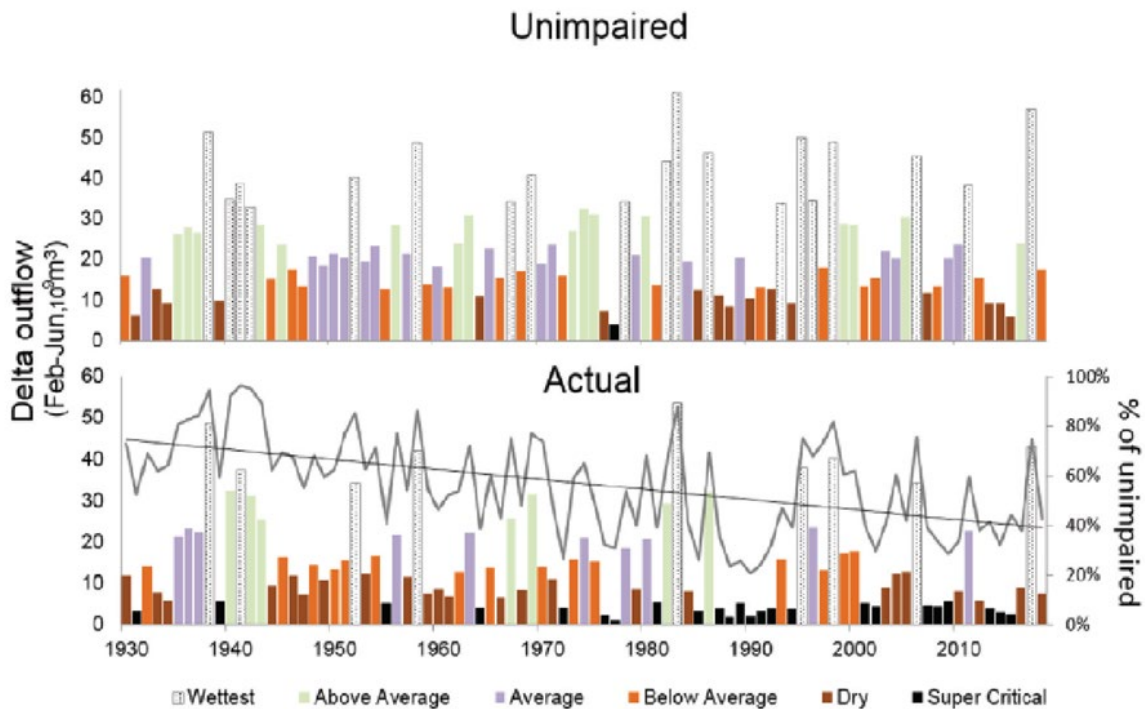 Unimpaired
Delta outflow
(Feb-Jun,10⁹m³)
60
50
40
30
20
10
0
Actual
60
50
40
30
20
10
0
100%
80%
60%
40%
20%
0%
% of unimpaired
1930 1940 1950 1960 1970 1980 1990 2000 2010
Wettest Above Average Average Below Average Dry Super Critical